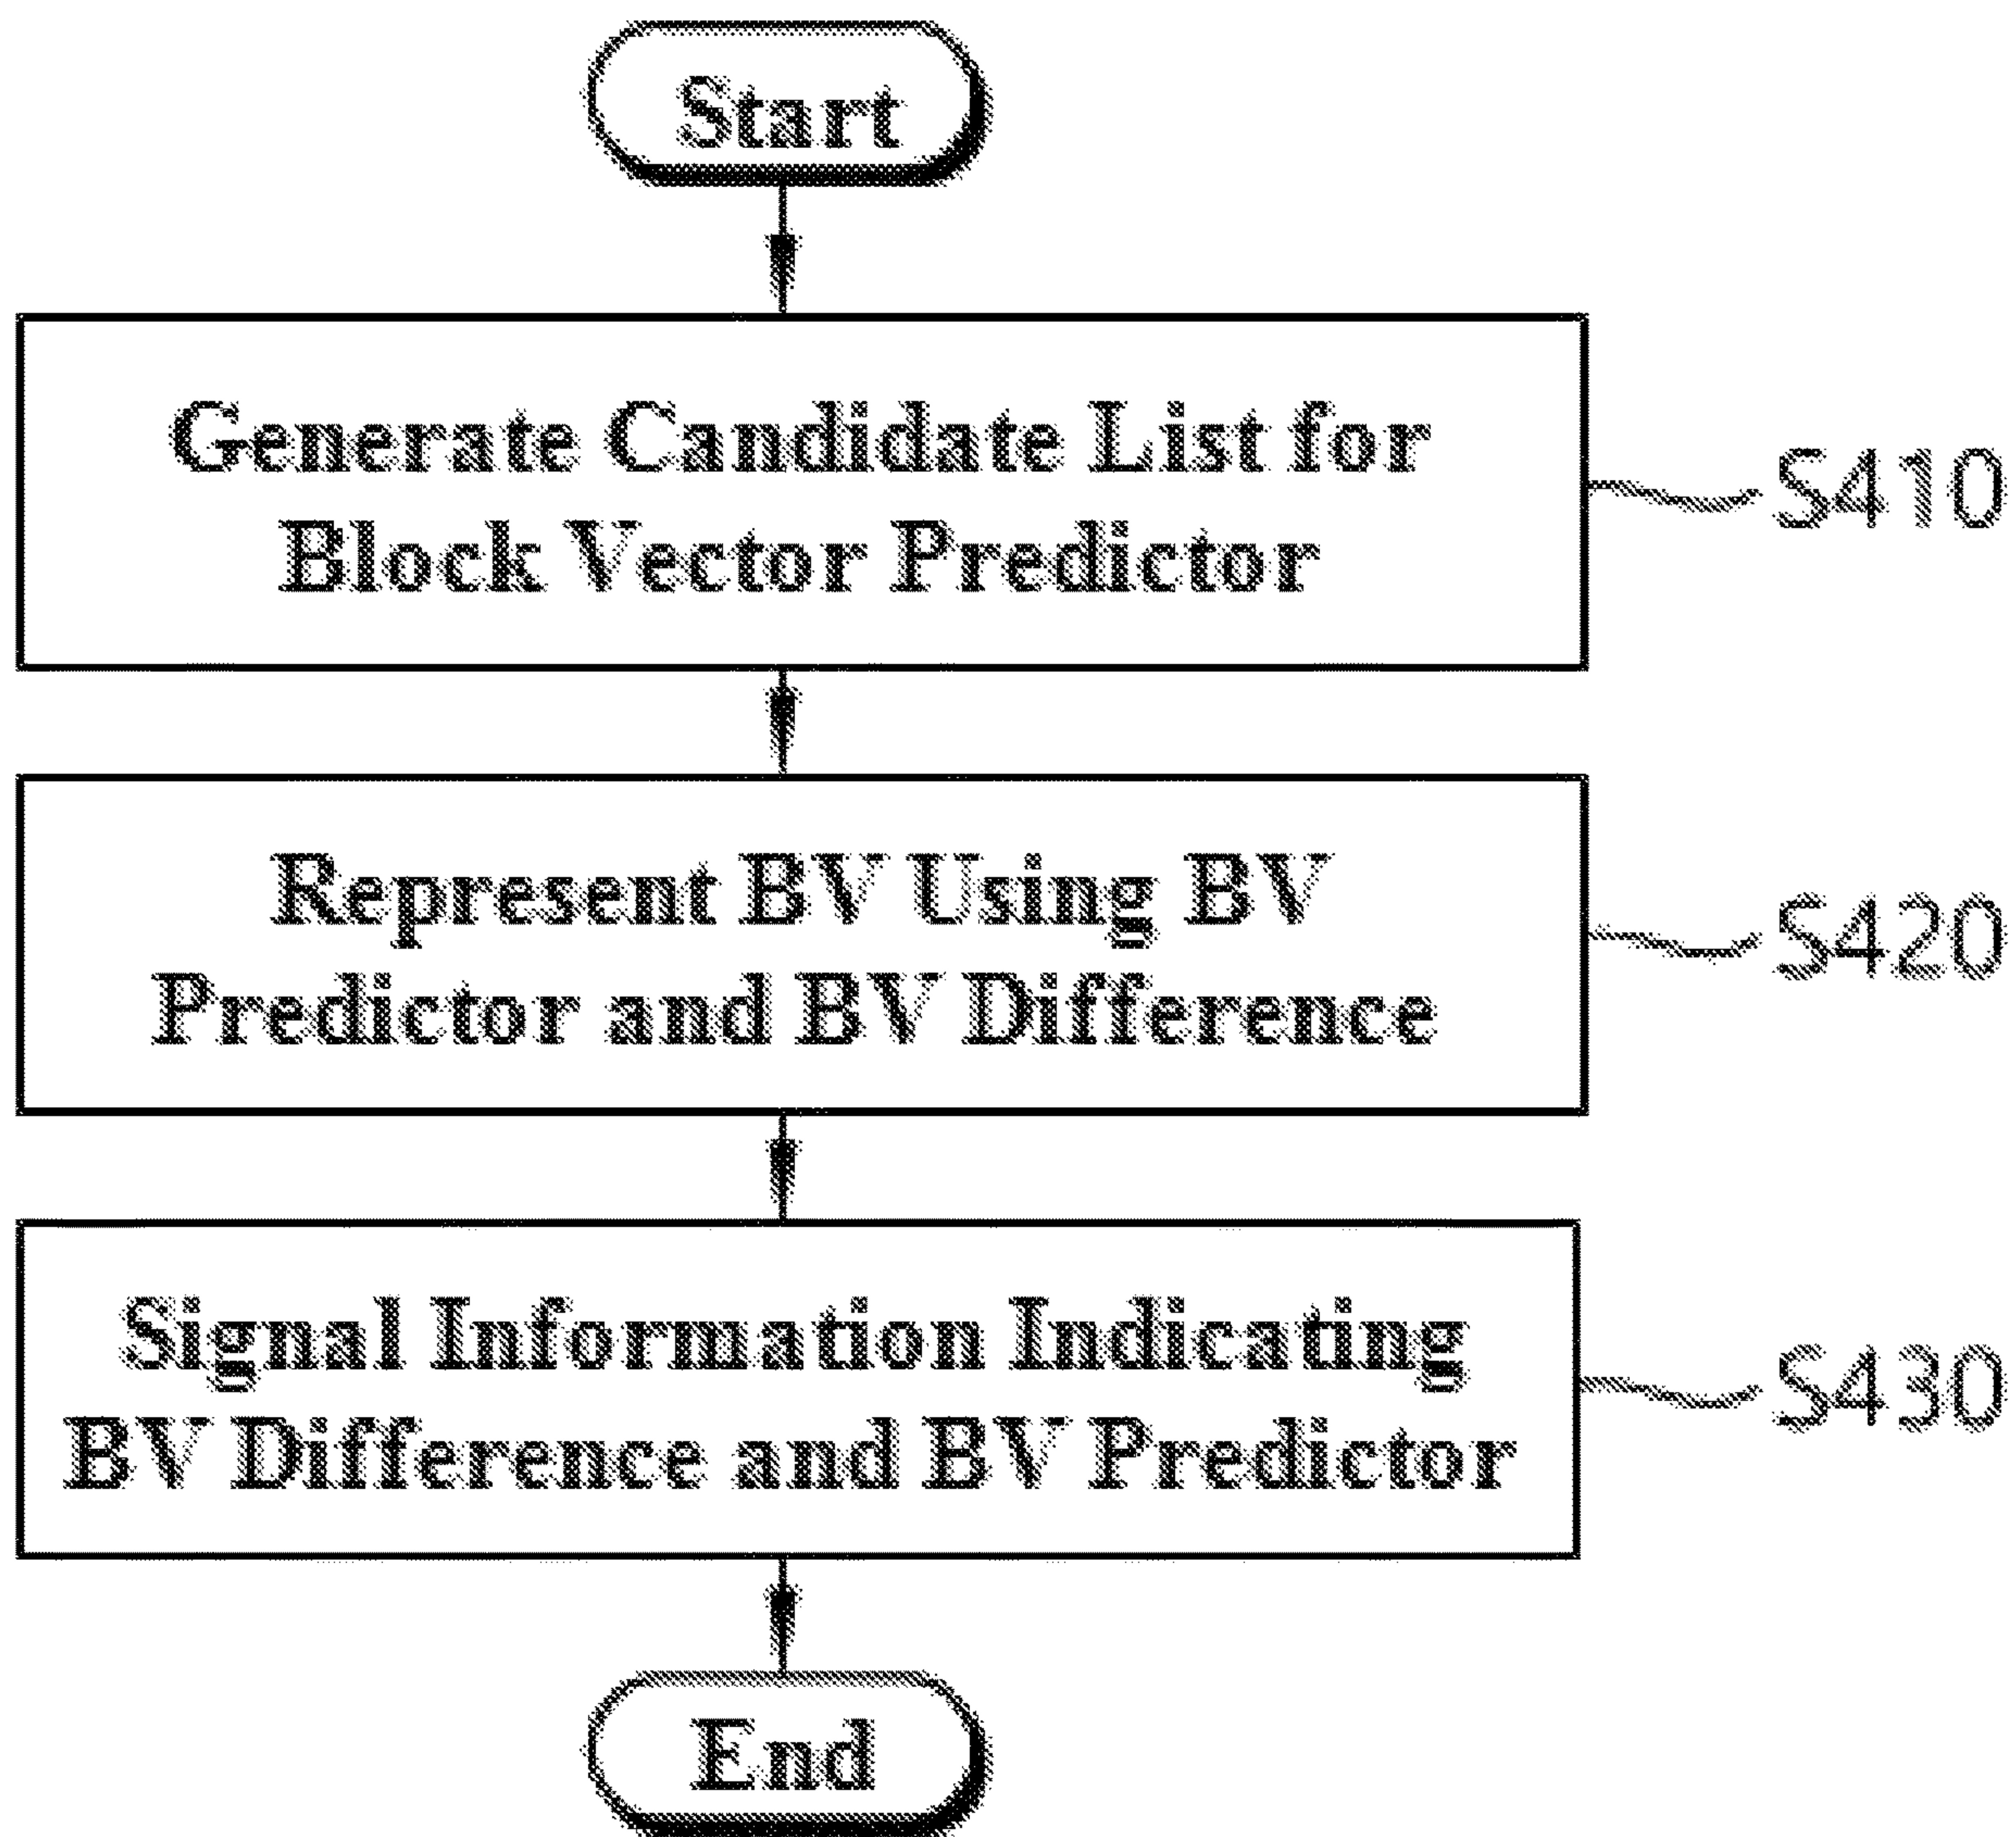 Start
Generate Candidate List for
Block Vector Predictor
S410
Represent BV Using BV
Predictor and BV Difference
S420
Signal Information Indicating
BV Difference and BV Predictor
S430
End